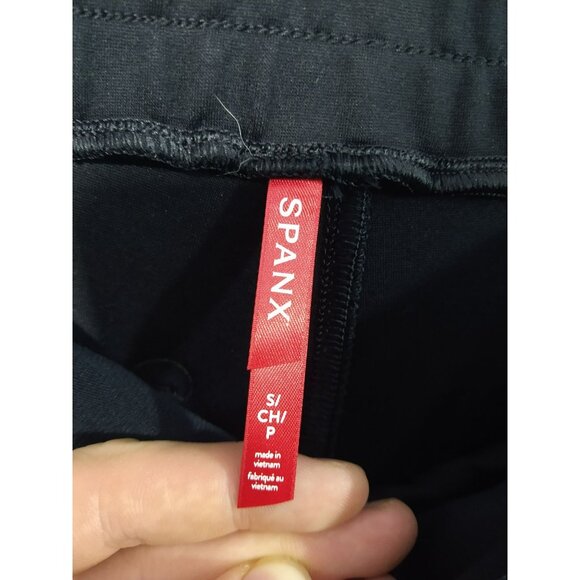 SPANX
S/
CH/
P
made in
vietnam
fabriqué au
vietnam